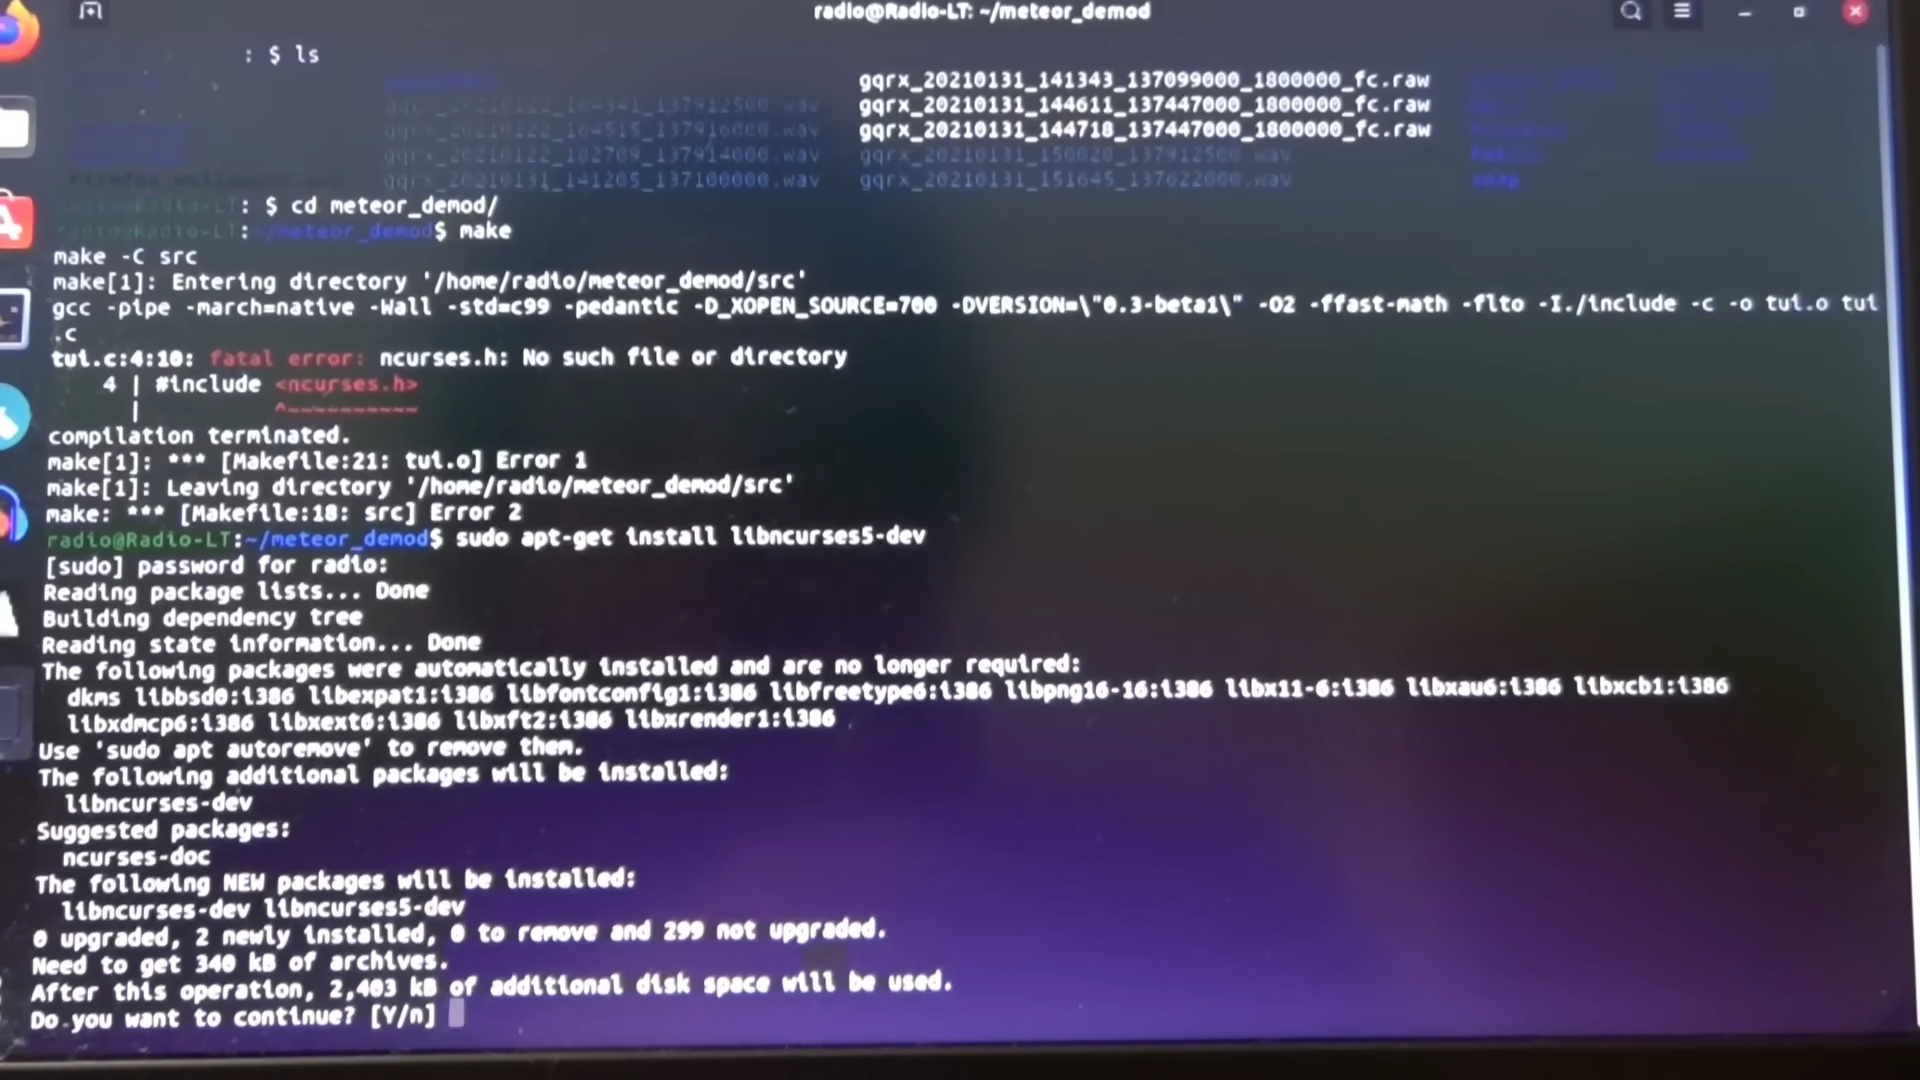 radio@Radio-LT: ~/meteor_demod
: $ ls
gqrx_20210131_141343_137099000_1800000_fc.raw
gqrx_20210131_144611_137447000_1800000_fc.raw
gqrx_20210131_144718_137447000_1800000_fc.raw
gqrx_20210131_141205_137100000.wav gqrx_20210131_151645_137622000.wav snap
radio@Radio-LT: $ cd meteor_demod/
radio@Radio-LT:~/meteor_demod$ make
make -C src
make[1]: Entering directory '/home/radio/meteor_demod/src'
gcc -pipe -march=native -Wall -std=c99 -pedantic -D_XOPEN_SOURCE=700 -DVERSION=\"0.3-beta1\" -O2 -ffast-math -flto -I./include -c -o tui.o tui
.c
tui.c:4:10: fatal error: ncurses.h: No such file or directory
4 | #include <ncurses.h>
| ^~~~~~~~~~~
compilation terminated.
make[1]: *** [Makefile:21: tui.o] Error 1
make[1]: Leaving directory '/home/radio/meteor_demod/src'
make: *** [Makefile:18: src] Error 2
radio@Radio-LT:~/meteor_demod$ sudo apt-get install libncurses5-dev
[sudo] password for radio:
Reading package lists... Done
Building dependency tree
Reading state information... Done
The following packages were automatically installed and are no longer required:
dkms libbsd0:i386 libexpat1:i386 libfontconfig1:i386 libfreetype6:i386 libpng16-16:i386 libx11-6:i386 libxau6:i386 libxcb1:i386
libxdmcp6:i386 libxext6:i386 libxft2:i386 libxrender1:i386
Use 'sudo apt autoremove' to remove them.
The following additional packages will be installed:
libncurses-dev
Suggested packages:
ncurses-doc
The following NEW packages will be installed:
libncurses-dev libncurses5-dev
0 upgraded, 2 newly installed, 0 to remove and 299 not upgraded.
Need to get 340 kB of archives.
After this operation, 2,403 kB of additional disk space will be used.
Do you want to continue? [Y/n]